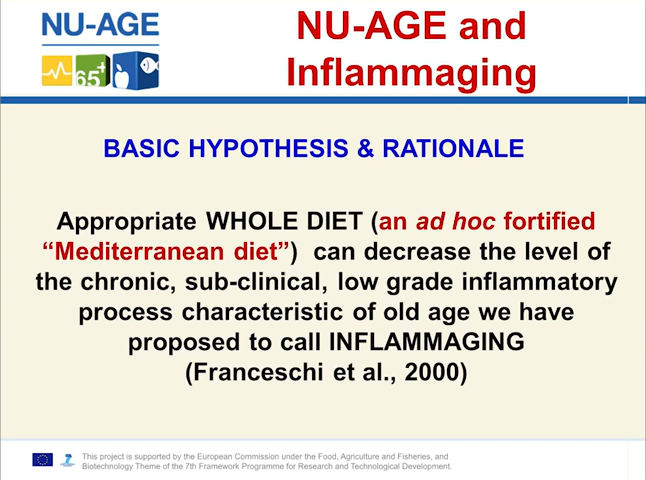 NU-AGE
65+
NU-AGE and
Inflammaging
BASIC HYPOTHESIS & RATIONALE
Appropriate WHOLE DIET (an ad hoc fortified
“Mediterranean diet”) can decrease the level of
the chronic, sub-clinical, low grade inflammatory
process characteristic of old age we have
proposed to call INFLAMMAGING
(Franceschi et al., 2000)
This project is supported by the European Commission under the Food, Agriculture and Fisheries, and
Biotechnology Theme of the 7th Framework Programme for Research and Technological Development.